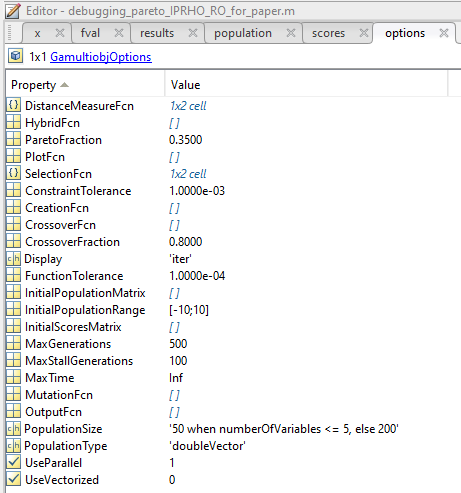 Editor - debugging_pareto_IPRHO_RO_for_paper.m
x fval results population scores options
1x1 GamultiobjOptions
Property Value
DistanceMeasureFcn 1x2 cell
HybridFcn []
ParetoFraction 0.3500
PlotFcn []
SelectionFcn 1x2 cell
ConstraintTolerance 1.0000e-03
CreationFcn []
CrossoverFcn []
CrossoverFraction 0.8000
Display 'iter'
FunctionTolerance 1.0000e-04
InitialPopulationMatrix []
InitialPopulationRange [-10;10]
InitialScoresMatrix []
MaxGenerations 500
MaxStallGenerations 100
MaxTime Inf
MutationFcn []
OutputFcn []
PopulationSize '50 when numberOfVariables <= 5, else 200'
PopulationType 'doubleVector'
UseParallel 1
UseVectorized 0